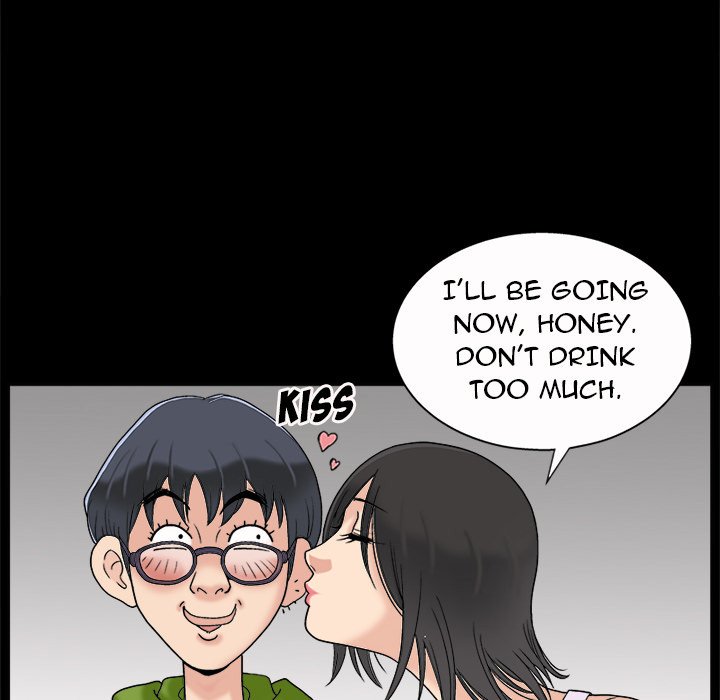 I'LL BE GOING
NOW, HONEY.
DON'T DRINK
TOO MUCH.
KISS